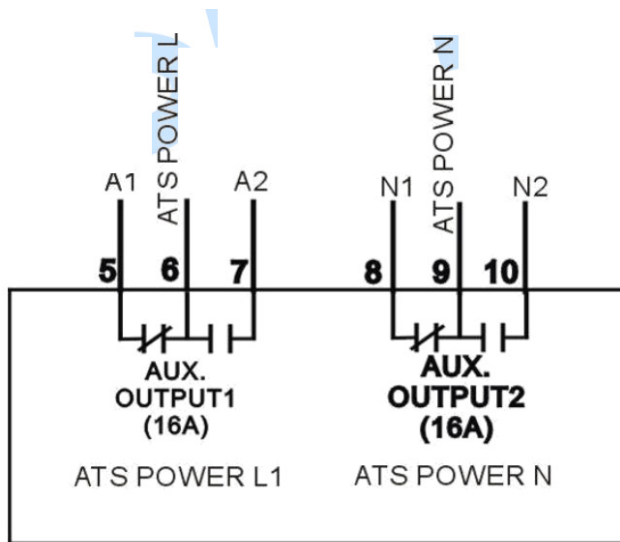 ATS POWER L
ATS POWER N
A1
A2
N1
N2
5
6
7
8
9
10
AUX.
OUTPUT1
(16A)
AUX.
OUTPUT2
(16A)
ATS POWER L1
ATS POWER N